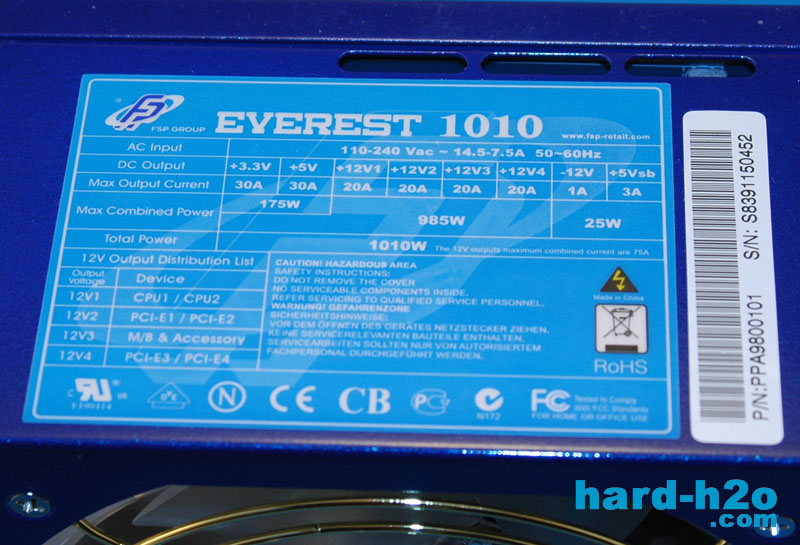 FSP GROUP
EVEREST 1010
www.fsp-retail.com
AC Input 110-240 Vac ~ 14.5-7.5A 50~60Hz
DC Output +3.3V +5V +12V1 +12V2 +12V3 +12V4 -12V +5Vsb
Max Output Current 30A 30A 20A 20A 20A 20A 1A 3A
Max Combined Power 175W 985W 25W
Total Power 1010W The 12V outputs maximum combined current are 75A
12V Output Distribution List
Output Voltage Device
12V1 CPU1 / CPU2
12V2 PCI-E1 / PCI-E2
12V3 M/B & Accessory
12V4 PCI-E3 / PCI-E4
CAUTION! HAZARDOUS AREA
SAFETY INSTRUCTIONS:
DO NOT REMOVE THE COVER
NO SERVICEABLE COMPONENTS INSIDE.
REFER SERVICING TO QUALIFIED SERVICE PERSONNEL.
WARNUNG! GEFAHRENZONE
SICHERHEITSHINWEISE:
VOR DEM ÖFFNEN DES GERÄTES NETZSTECKER ZIEHEN.
KEINE SERVICERELEVANTEN BAUTEILE ENTHALTEN.
SERVICEARBEITEN SOLLTEN NUR VON AUTORISIERTEM
FACHPERSONAL DURCHGEFÜHRT WERDEN.
Made in China
RoHS
c RU us
E190414
N
CE
CB
N172
FC Tested to Comply
With FCC Standards
FOR HOME OR OFFICE USE
S/N: S8391150452
P/N:PPA9800101
hard-h2o
.com